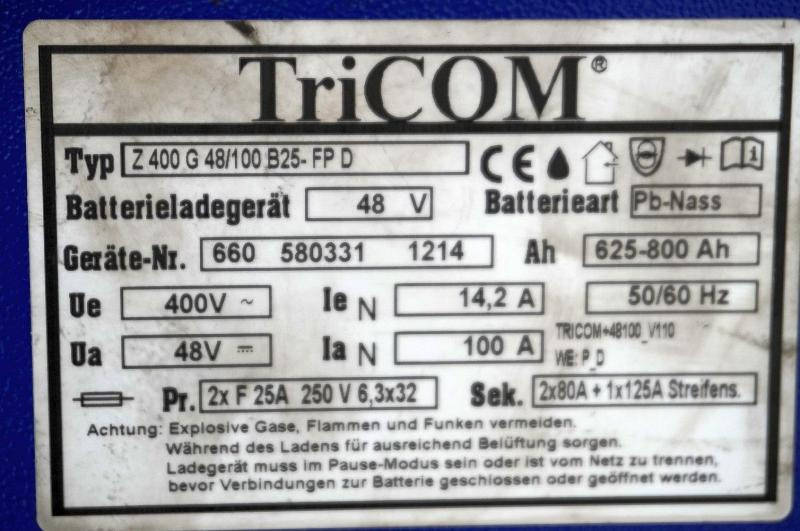 TriCOM®
Typ Z 400 G 48/100 B25- FP D CE
Batterieladegerät 48 V Batterieart Pb-Nass
Geräte-Nr. 660 580331 1214 Ah 625-800 Ah
Ue 400V ~ Ie N 14,2 A 50/60 Hz
Ua 48V ⎓ Ia N 100 A TRICOM+48100_V110
WE: P_D
Pr. 2x F 25A 250 V 6,3x32 Sek. 2x80A + 1x125A Streifens.
Achtung: Explosive Gase, Flammen und Funken vermeiden.
Während des Ladens für ausreichend Belüftung sorgen.
Ladegerät muss im Pause-Modus sein oder ist vom Netz zu trennen,
bevor Verbindungen zur Batterie geschlossen oder geöffnet werden.